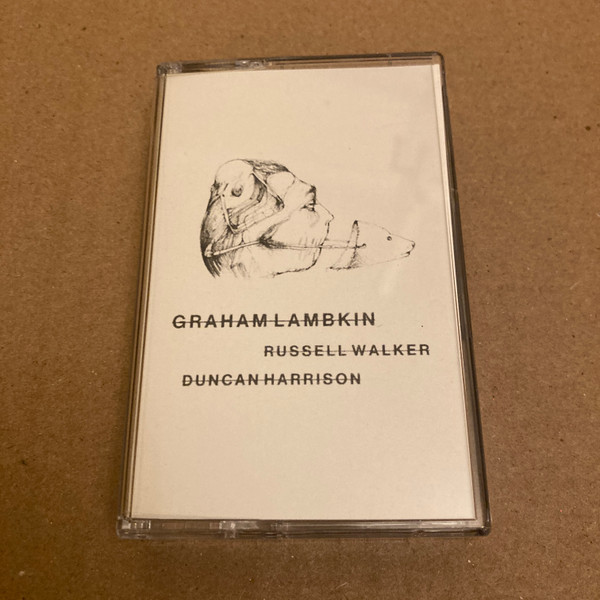 GRAHAM LAMBKIN
RUSSELL WALKER
DUNCAN HARRISON